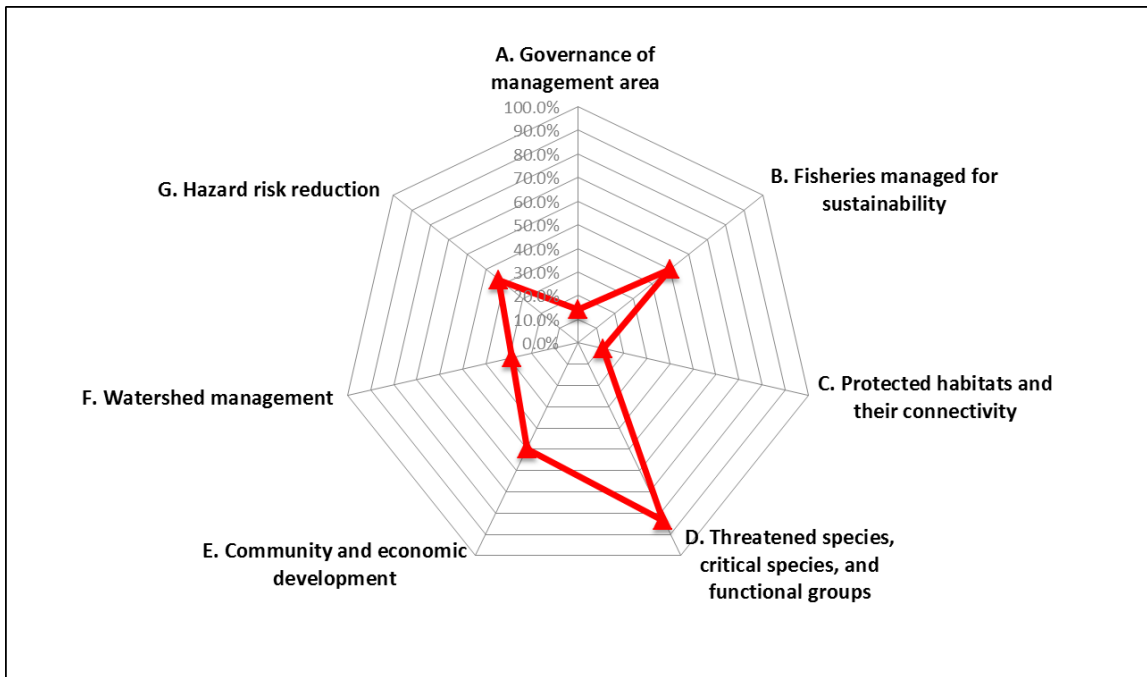 A. Governance of
management area
100.0%
90.0%
80.0%
70.0%
60.0%
50.0%
40.0%
30.0%
20.0%
10.0%
0.0%
B. Fisheries managed for
sustainability
C. Protected habitats and
their connectivity
D. Threatened species,
critical species, and
functional groups
E. Community and economic
development
F. Watershed management
G. Hazard risk reduction